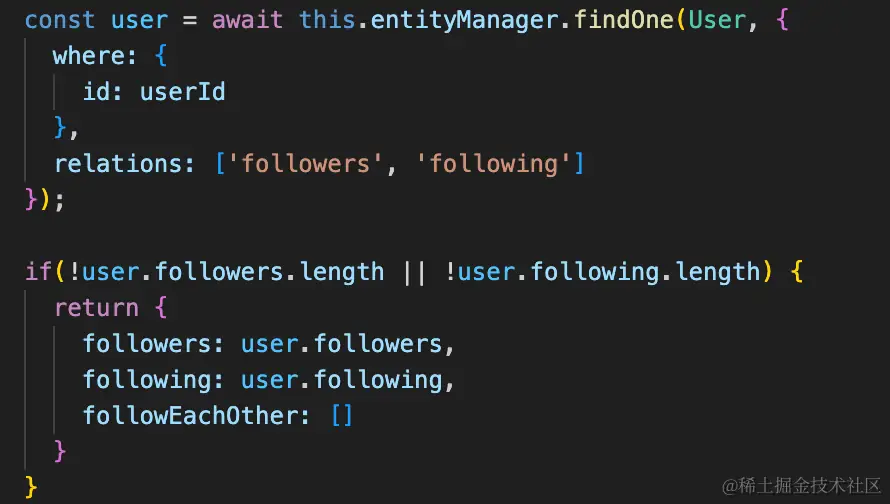 const user = await this.entityManager.findOne(User, {
  where: {
    id: userId
  },
  relations: ['followers', 'following']
});

if(!user.followers.length || !user.following.length) {
  return {
    followers: user.followers,
    following: user.following,
    followEachOther: []
  }
}
@稀土掘金技术社区